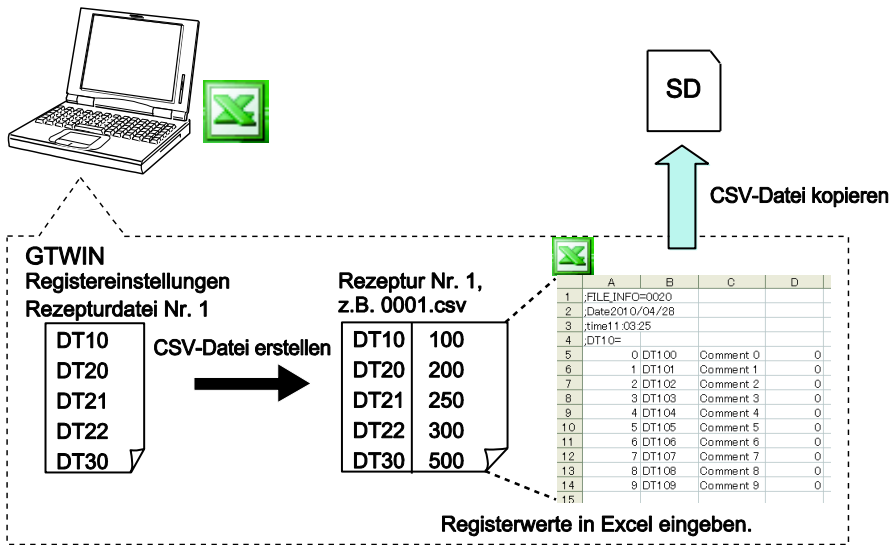 SD
CSV-Datei kopieren
GTWIN
Registereinstellungen
Rezepturdatei Nr. 1
DT10
DT20
DT21
DT22
DT30
CSV-Datei erstellen
Rezeptur Nr. 1,
z.B. 0001.csv
DT10 100
DT20 200
DT21 250
DT22 300
DT30 500
A B C D
1 ;FILE_INFO=0020
2 ;Date2010/04/28
3 ;time11:03:25
4 ;DT10=
5 0 DT100 Comment 0 0
6 1 DT101 Comment 1 0
7 2 DT102 Comment 2 0
8 3 DT103 Comment 3 0
9 4 DT104 Comment 4 0
10 5 DT105 Comment 5 0
11 6 DT106 Comment 6 0
12 7 DT107 Comment 7 0
13 8 DT108 Comment 8 0
14 9 DT109 Comment 9 0
15
Registerwerte in Excel eingeben.